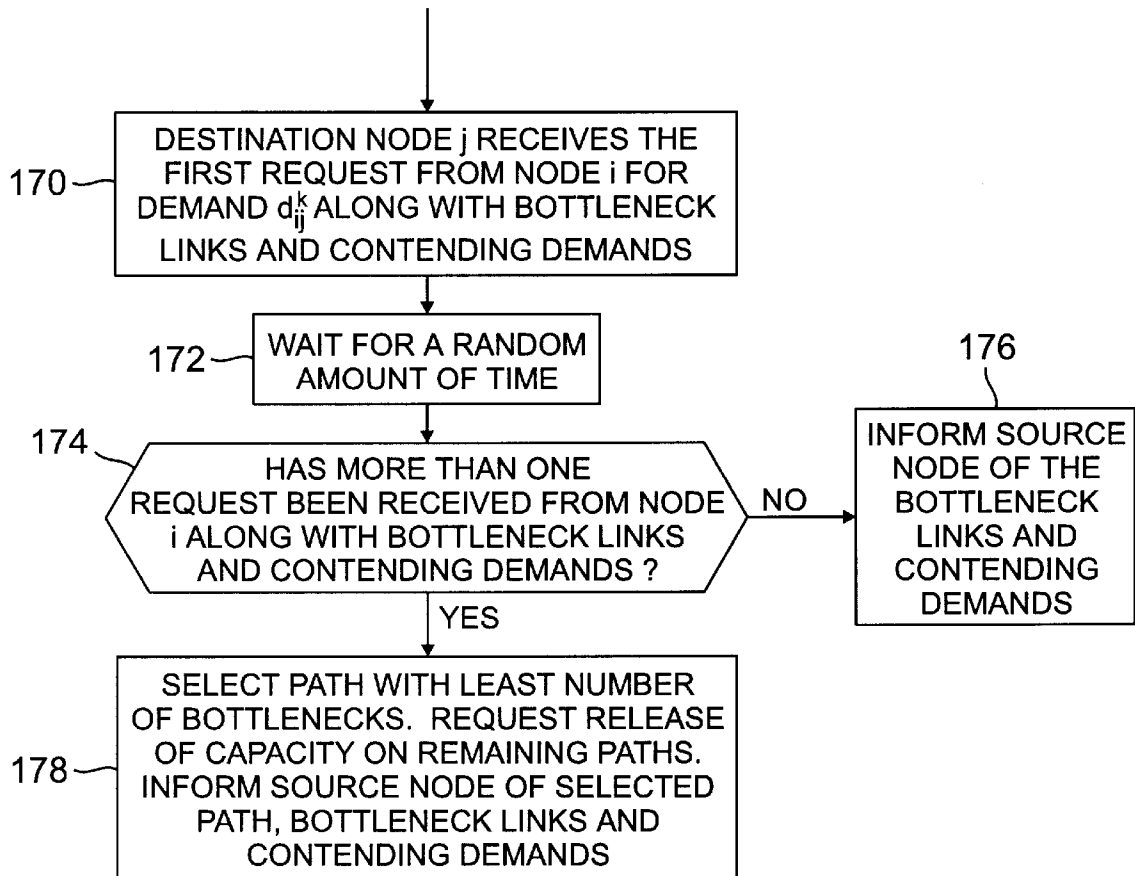 170
DESTINATION NODE j RECEIVES THE
FIRST REQUEST FROM NODE i FOR
DEMAND d_{ij}^{k} ALONG WITH BOTTLENECK
LINKS AND CONTENDING DEMANDS
172
WAIT FOR A RANDOM
AMOUNT OF TIME
174
HAS MORE THAN ONE
REQUEST BEEN RECEIVED FROM NODE
i ALONG WITH BOTTLENECK LINKS
AND CONTENDING DEMANDS ?
NO
176
INFORM SOURCE
NODE OF THE
BOTTLENECK
LINKS AND
CONTENDING
DEMANDS
YES
178
SELECT PATH WITH LEAST NUMBER
OF BOTTLENECKS. REQUEST RELEASE
OF CAPACITY ON REMAINING PATHS.
INFORM SOURCE NODE OF SELECTED
PATH, BOTTLENECK LINKS AND
CONTENDING DEMANDS